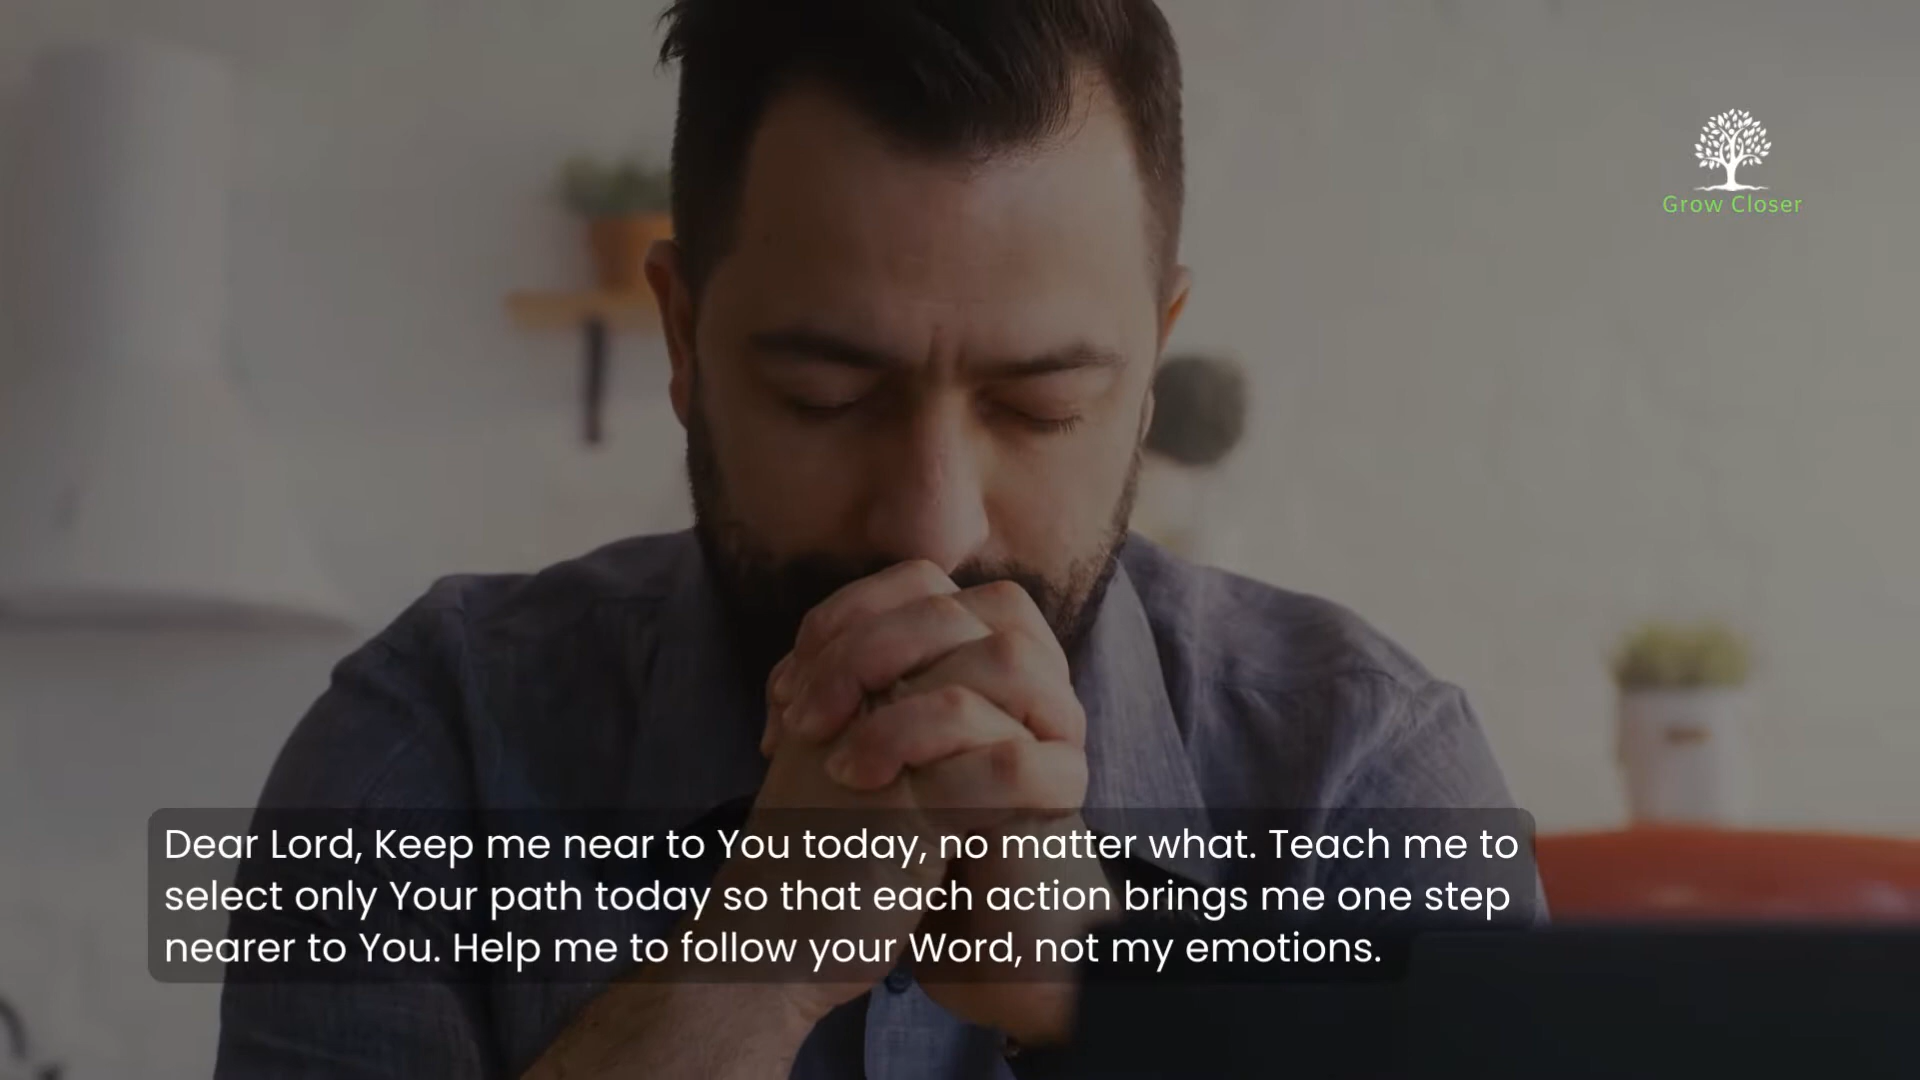 Grow Closer
Dear Lord, Keep me near to You today, no matter what. Teach me to
select only Your path today so that each action brings me one step
nearer to You. Help me to follow your Word, not my emotions.